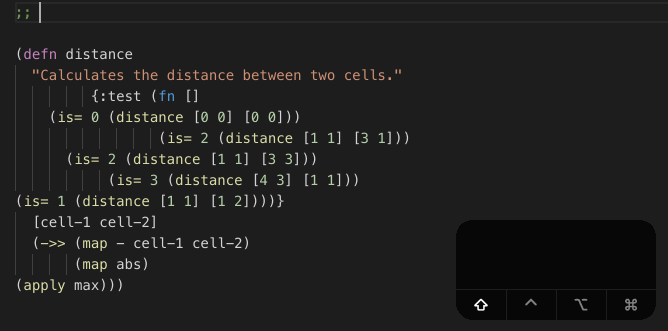 ;;
(defn distance
"Calculates the distance between two cells."
{:test (fn []
(is= 0 (distance [0 0] [0 0]))
(is= 2 (distance [1 1] [3 1]))
(is= 2 (distance [1 1] [3 3]))
(is= 3 (distance [4 3] [1 1]))
(is= 1 (distance [1 1] [1 2])))}
[cell-1 cell-2]
(->> (map - cell-1 cell-2)
(map abs)
(apply max)))
⇧ ^ ⌥ ⌘